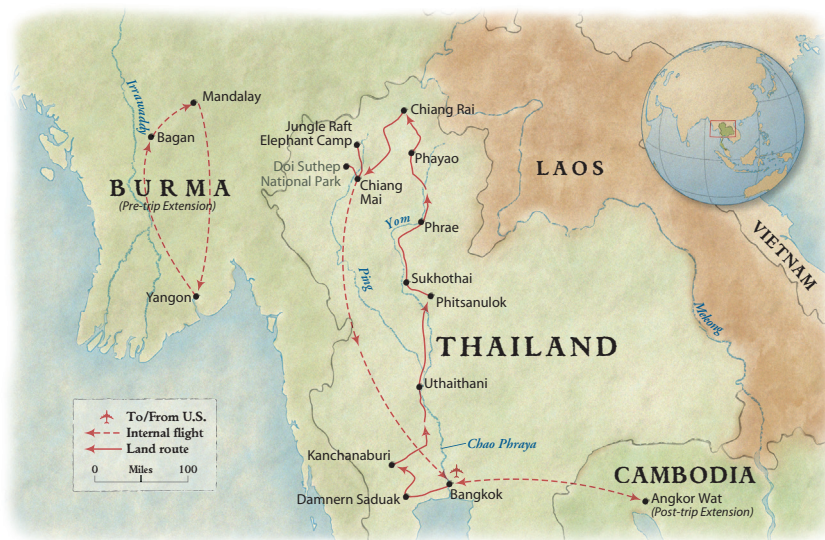 Irrawaddy
Mandalay
Bagan
BURMA
(Pre-trip Extension)
Yangon
Chiang Rai
Jungle Raft
Elephant Camp
Phayao
Doi Suthep
National Park
Chiang
Mai
Yom
Phrae
Ping
Sukhothai
Phitsanulok
THAILAND
Uthaithani
Chao Phraya
Kanchanaburi
Damnern Saduak
Bangkok
LAOS
VIETNAM
Mekong
CAMBODIA
Angkor Wat
(Post-trip Extension)
To/From U.S.
Internal flight
Land route
0 Miles 100